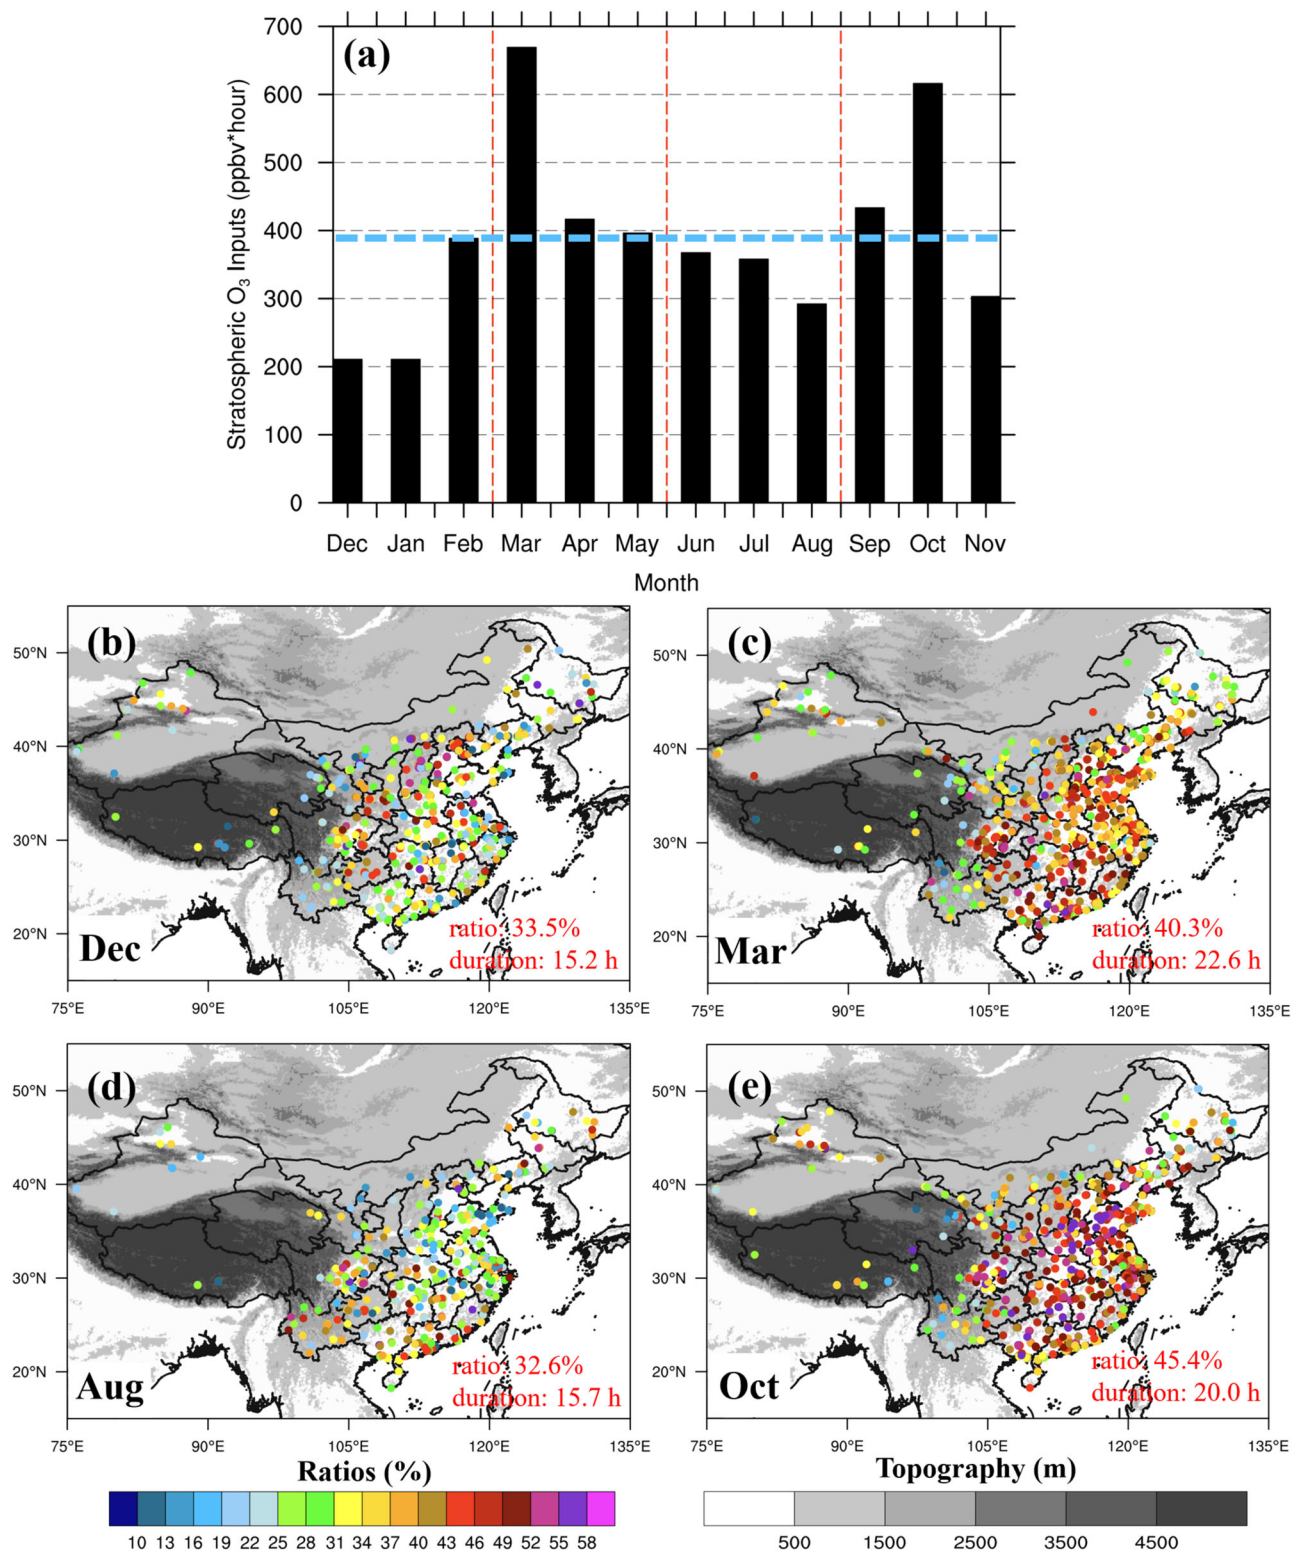 (a)
Stratospheric O₃ Inputs (ppbv*hour)
700
600
500
400
300
200
100
0
Dec Jan Feb Mar Apr May Jun Jul Aug Sep Oct Nov
Month
(b)
50°N
40°N
30°N
20°N
Dec
ratio: 33.5%
duration: 15.2 h
75°E 90°E 105°E 120°E 135°E
(c)
50°N
40°N
30°N
20°N
Mar
ratio: 40.3%
duration: 22.6 h
75°E 90°E 105°E 120°E 135°E
(d)
50°N
40°N
30°N
20°N
Aug
ratio: 32.6%
duration: 15.7 h
75°E 90°E 105°E 120°E 135°E
(e)
50°N
40°N
30°N
20°N
Oct
ratio: 45.4%
duration: 20.0 h
75°E 90°E 105°E 120°E 135°E
Ratios (%)
10 13 16 19 22 25 28 31 34 37 40 43 46 49 52 55 58
Topography (m)
500 1500 2500 3500 4500